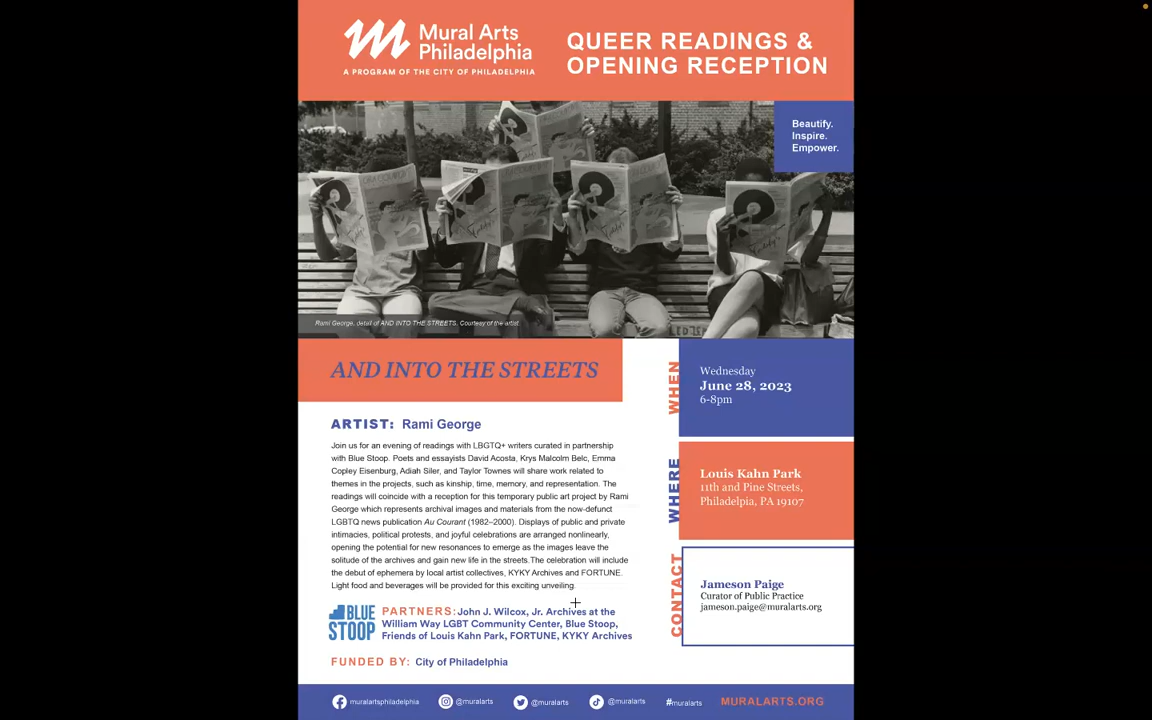 Mural Arts
Philadelphia
A PROGRAM OF THE CITY OF PHILADELPHIA
QUEER READINGS &
OPENING RECEPTION
Beautify.
Inspire.
Empower.
Rami George, detail of AND INTO THE STREETS. Courtesy of the artist.
AND INTO THE STREETS
ARTIST: Rami George
Join us for an evening of readings with LBGTQ+ writers curated in partnership
with Blue Stoop. Poets and essayists David Acosta, Krys Malcolm Belc, Emma
Copley Eisenburg, Adiah Siler, and Taylor Townes will share work related to
themes in the projects, such as kinship, time, memory, and representation. The
readings will coincide with a reception for this temporary public art project by Rami
George which represents archival images and materials from the now-defunct
LGBTQ news publication Au Courant (1982–2000). Displays of public and private
intimacies, political protests, and joyful celebrations are arranged nonlinearly,
opening the potential for new resonances to emerge as the images leave the
solitude of the archives and gain new life in the streets.The celebration will include
the debut of ephemera by local artist collectives, KYKY Archives and FORTUNE.
Light food and beverages will be provided for this exciting unveiling.
BLUE
STOOP
PARTNERS: John J. Wilcox, Jr. Archives at the
William Way LGBT Community Center, Blue Stoop,
Friends of Louis Kahn Park, FORTUNE, KYKY Archives
FUNDED BY: City of Philadelphia
WHEN
Wednesday
June 28, 2023
6-8pm
WHERE
Louis Kahn Park
11th and Pine Streets,
Philadelpia, PA 19107
CONTACT
Jameson Paige
Curator of Public Practice
jameson.paige@muralarts.org
muralartsphiladelphia
@muralarts
@muralarts
@muralarts
#muralarts
MURALARTS.ORG